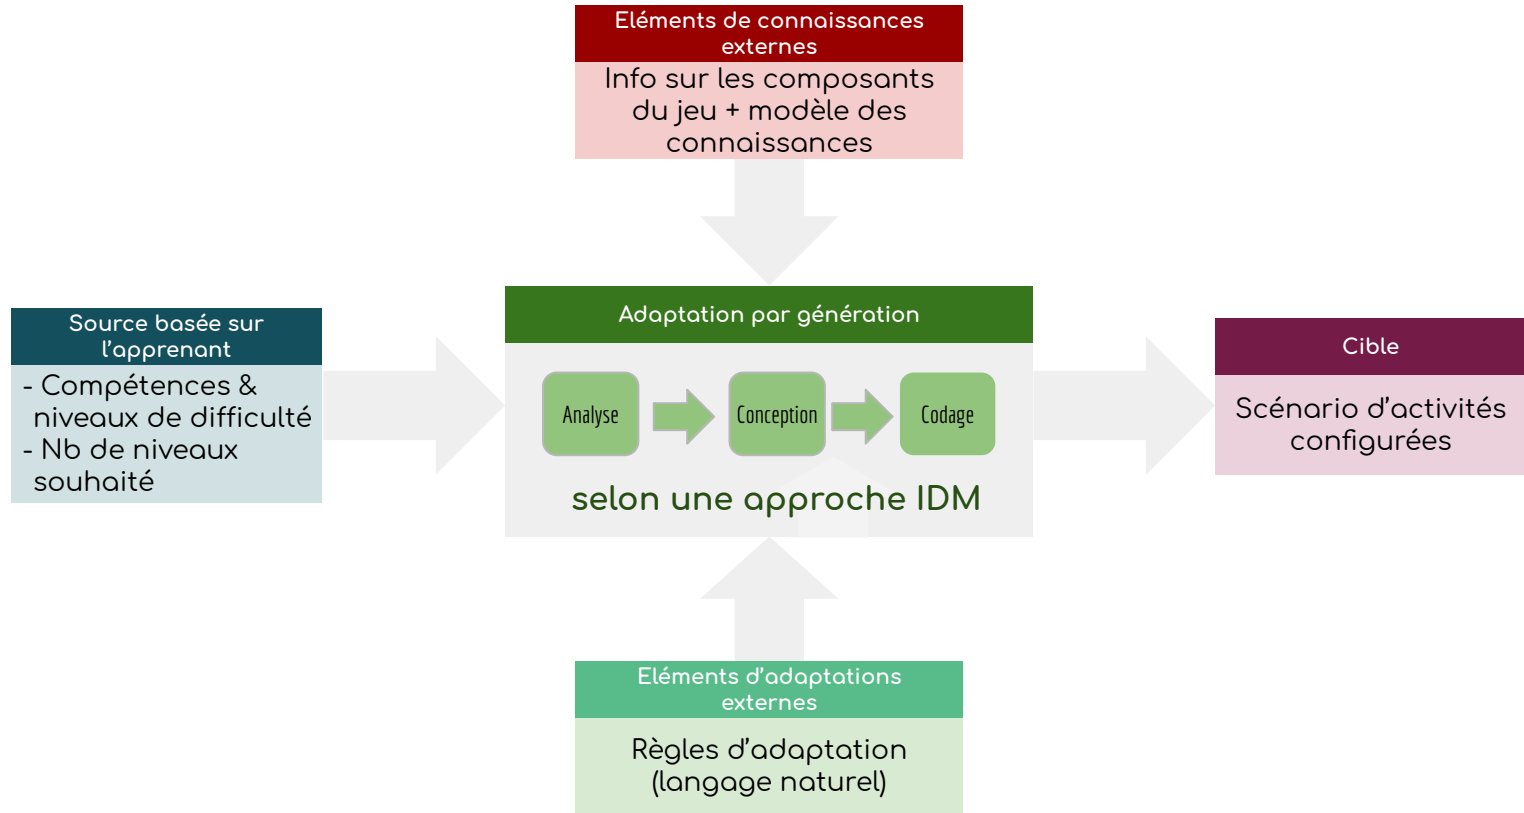 Eléments de connaissances
externes
Info sur les composants
du jeu + modèle des
connaissances
Source basée sur
l'apprenant
- Compétences &
niveaux de difficulté
- Nb de niveaux
souhaité
Adaptation par génération
Analyse
Conception
Codage
selon une approche IDM
Cible
Scénario d'activités
configurées
Eléments d'adaptations
externes
Règles d'adaptation
(langage naturel)